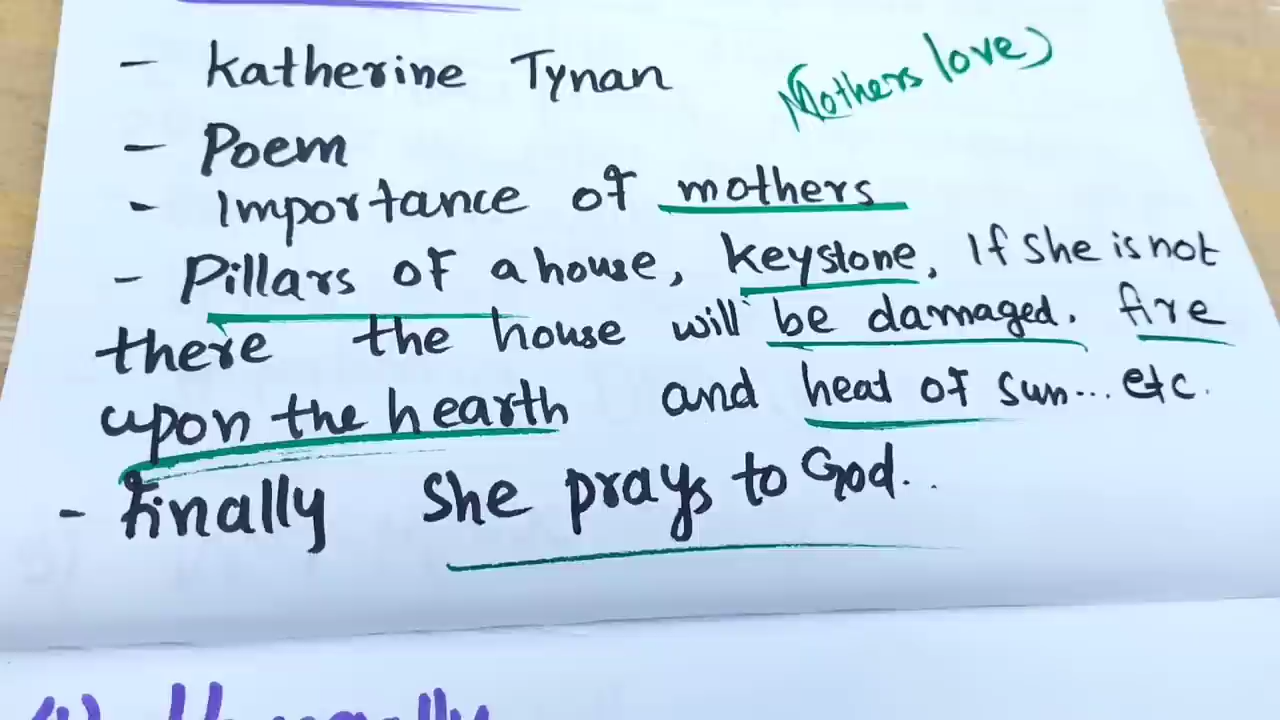 - Katherine Tynan
(Mothers love)
- Poem
- Importance of mothers
- Pillars of a house, keystone, If she is not
there the house will be damaged. fire
upon the hearth and heat of sun... etc.
- Finally She prays to God..